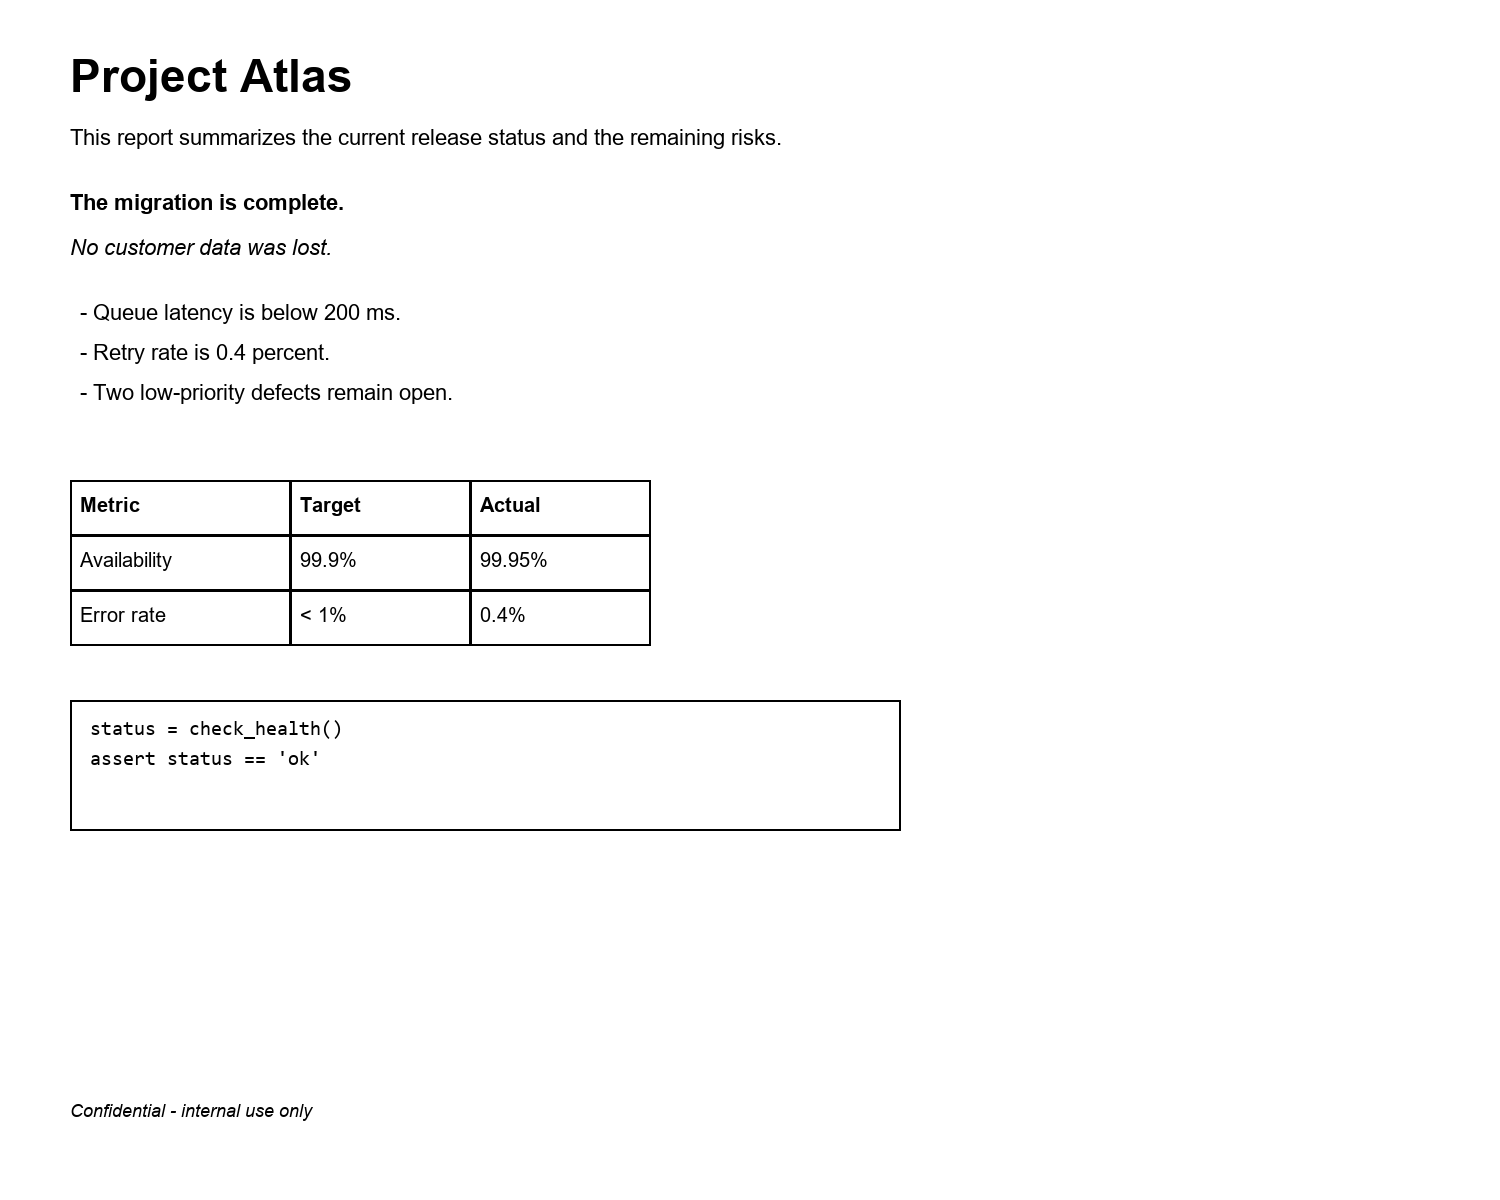 Project Atlas
This report summarizes the current release status and the remaining risks.
The migration is complete.
No customer data was lost.
- Queue latency is below 200 ms.
- Retry rate is 0.4 percent.
- Two low-priority defects remain open.
Metric Target Actual
Availability 99.9% 99.95%
Error rate < 1% 0.4%
status = check_health()
assert status == 'ok'
Confidential - internal use only